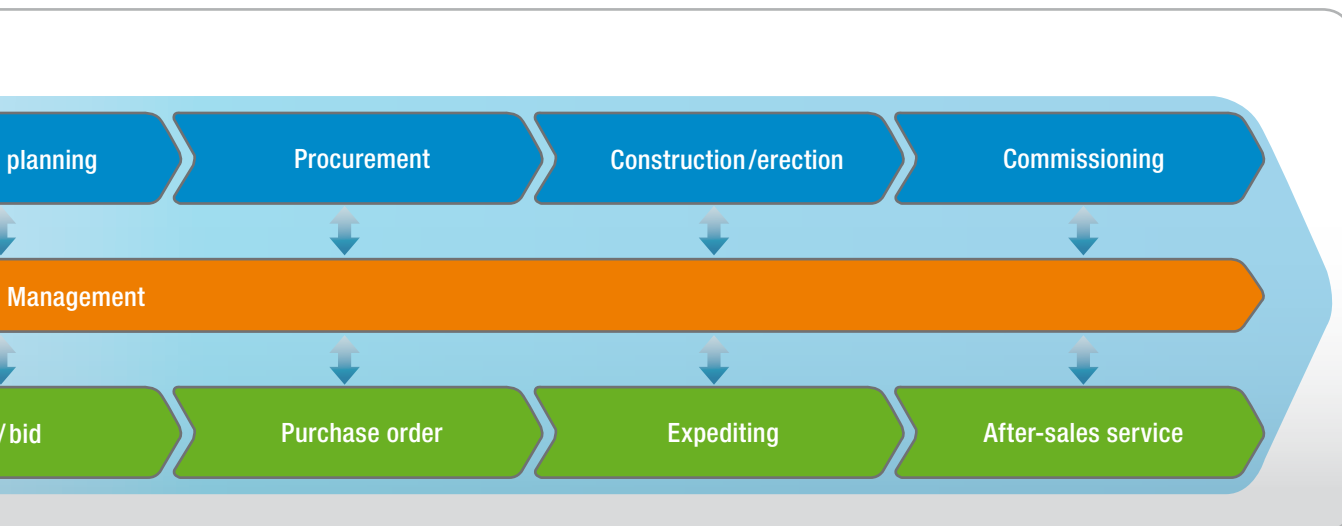 planning
Procurement
Construction/erection
Commissioning
Management
/bid
Purchase order
Expediting
After-sales service